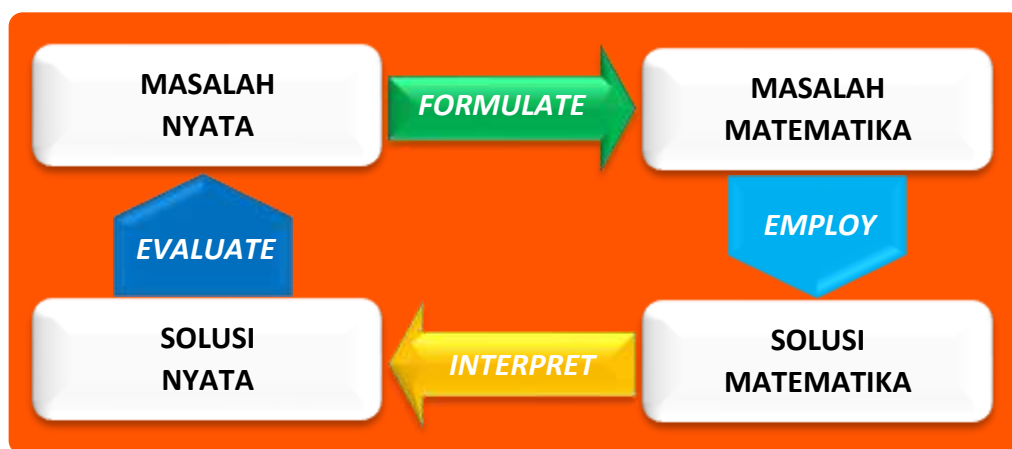 MASALAH
NYATA
FORMULATE
MASALAH
MATEMATIKA
EVALUATE
EMPLOY
SOLUSI
NYATA
INTERPRET
SOLUSI
MATEMATIKA